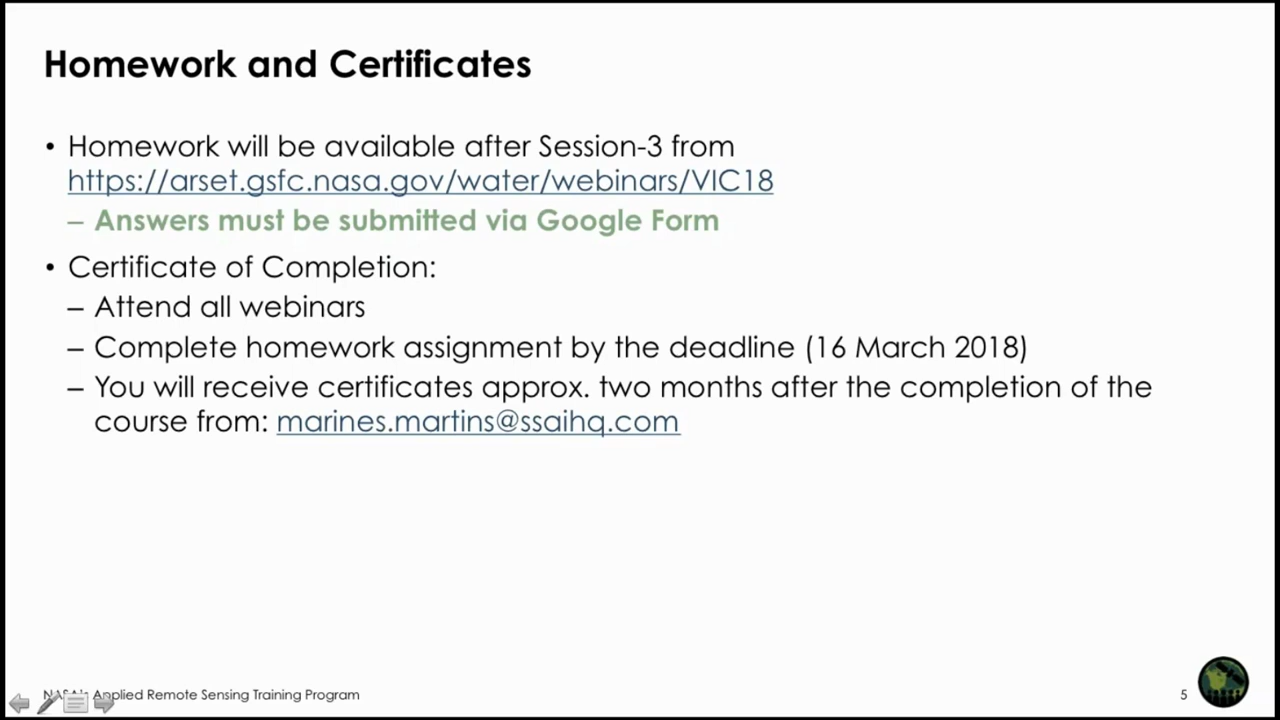 Homework and Certificates
• Homework will be available after Session-3 from
https://arset.gsfc.nasa.gov/water/webinars/VIC18
– Answers must be submitted via Google Form
• Certificate of Completion:
– Attend all webinars
– Complete homework assignment by the deadline (16 March 2018)
– You will receive certificates approx. two months after the completion of the
course from: marines.martins@ssaihq.com
NASA's Applied Remote Sensing Training Program
5